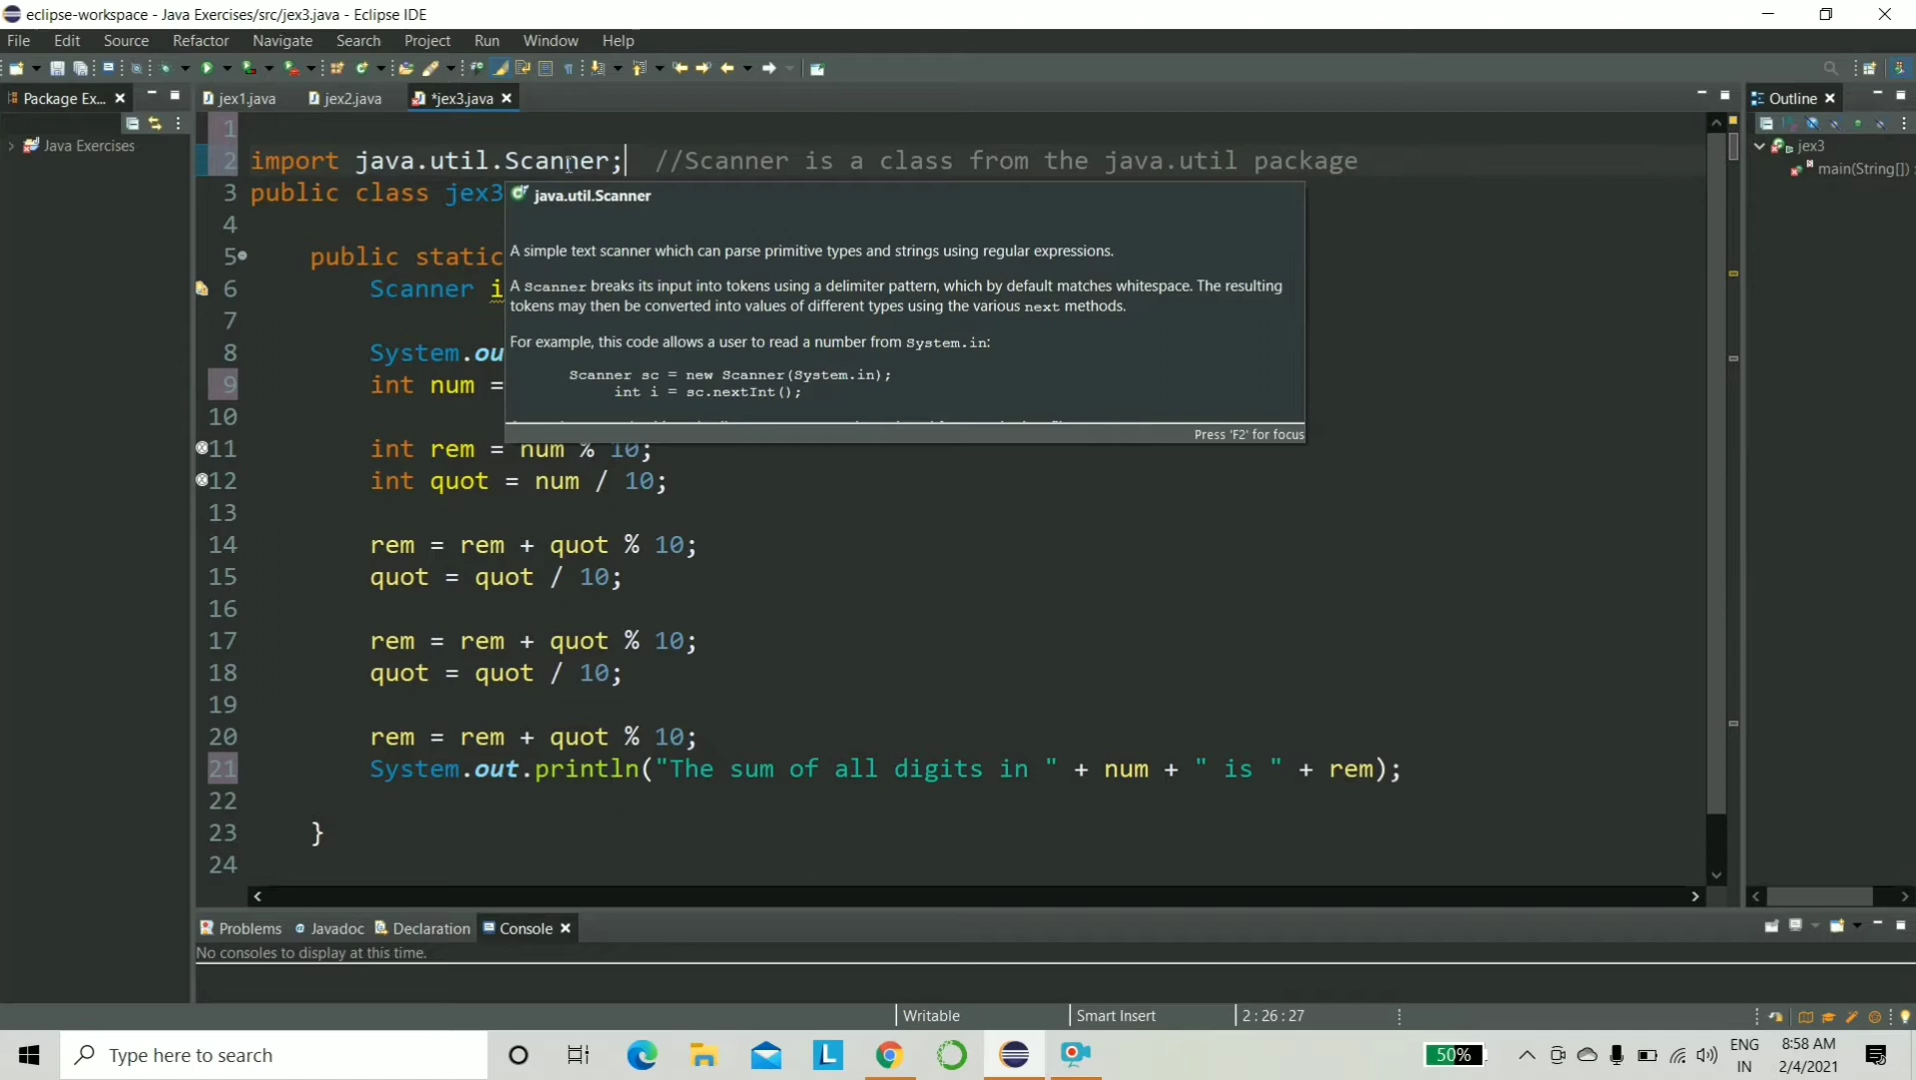 eclipse-workspace - Java Exercises/src/jex3.java - Eclipse IDE
File Edit Source Refactor Navigate Search Project Run Window Help
Package Ex...
jex1.java jex2.java *jex3.java
Outline
Java Exercises
jex3
main(String[])
1
2 import java.util.Scanner; //Scanner is a class from the java.util package
3 public class jex3
java.util.Scanner
4
A simple text scanner which can parse primitive types and strings using regular expressions.
5 public static
6 Scanner i
A Scanner breaks its input into tokens using a delimiter pattern, which by default matches whitespace. The resulting
tokens may then be converted into values of different types using the various next methods.
7
For example, this code allows a user to read a number from System.in:
8 System.ou
Scanner sc = new Scanner(System.in);
9 int num =
int i = sc.nextInt();
10
Press 'F2' for focus
11 int rem = num % 10;
12 int quot = num / 10;
13
14 rem = rem + quot % 10;
15 quot = quot / 10;
16
17 rem = rem + quot % 10;
18 quot = quot / 10;
19
20 rem = rem + quot % 10;
21 System.out.println("The sum of all digits in " + num + " is " + rem);
22
23 }
24
Problems Javadoc Declaration Console
No consoles to display at this time.
Writable Smart Insert 2 : 26 : 27
Type here to search
L
50%
ENG
IN
8:58 AM
2/4/2021